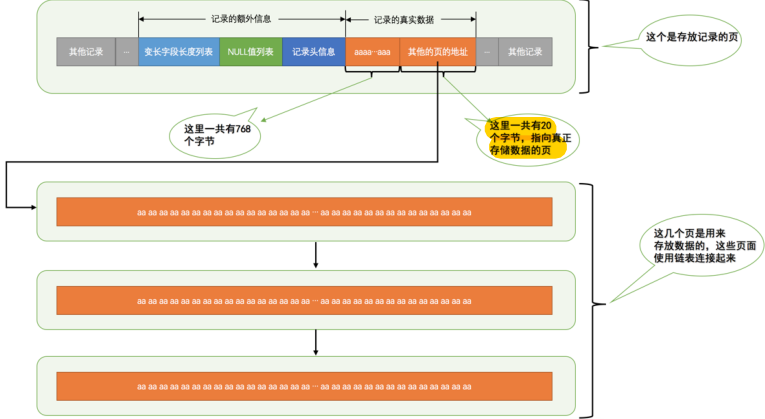 记录的额外信息
记录的真实数据
其他记录
...
变长字段长度列表
NULL值列表
记录头信息
aaaa···aaa
其他的页的地址
...
其他记录
这个是存放记录的页
这里一共有768
个字节
这里一共有20
个字节，指向真正
存储数据的页
aa aa aa aa aa aa aa aa aa aa aa aa aa aa aa aa ··· aa aa aa aa aa aa aa aa aa aa aa aa aa aa
aa aa aa aa aa aa aa aa aa aa aa aa aa aa aa aa ··· aa aa aa aa aa aa aa aa aa aa aa aa aa aa
aa aa aa aa aa aa aa aa aa aa aa aa aa aa aa aa ··· aa aa aa aa aa aa aa aa aa aa aa aa aa aa
这几个页是用来
存放数据的，这些页面
使用链表连接起来